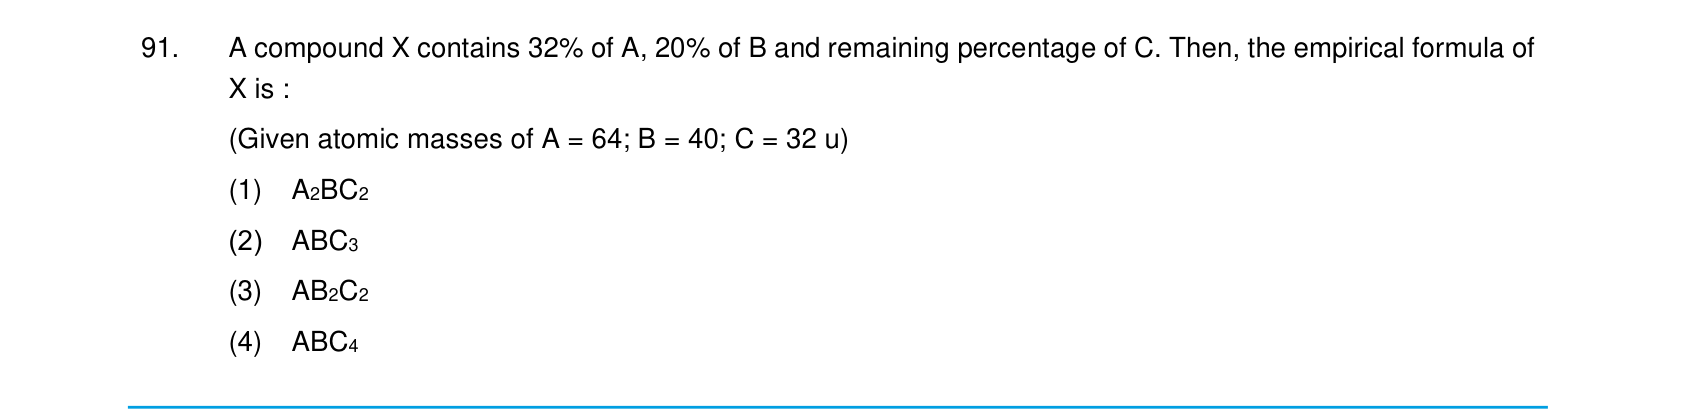 91. A compound X contains 32% of A, 20% of B and remaining percentage of C. Then, the empirical formula of
X is :
(Given atomic masses of A = 64; B = 40; C = 32 u)
(1) A₂BC₂
(2) ABC₃
(3) AB₂C₂
(4) ABC₄